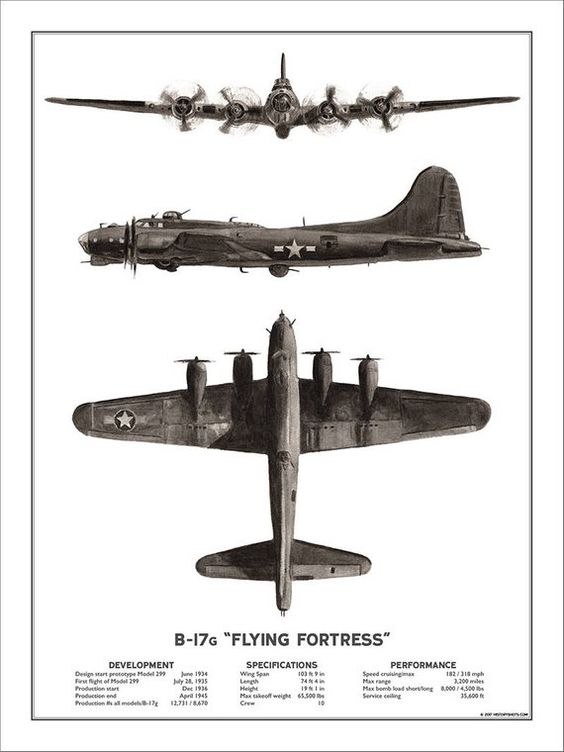 B-17G "FLYING FORTRESS"
DEVELOPMENT
Design start prototype Model 299 June 1934
First flight of Model 299 July 28, 1935
Production start Dec 1936
Production end April 1945
Production #s all models/B-17g 12,731 / 8,670
SPECIFICATIONS
Wing Span 103 ft 9 in
Length 74 ft 4 in
Height 19 ft 1 in
Max takeoff weight 65,500 lbs
Crew 10
PERFORMANCE
Speed cruising/max 182 / 318 mph
Max range 3,200 miles
Max bomb load short/long 8,000 / 4,500 lbs
Service ceiling 35,600 ft
© 2017 HISTORYSHOTS.COM